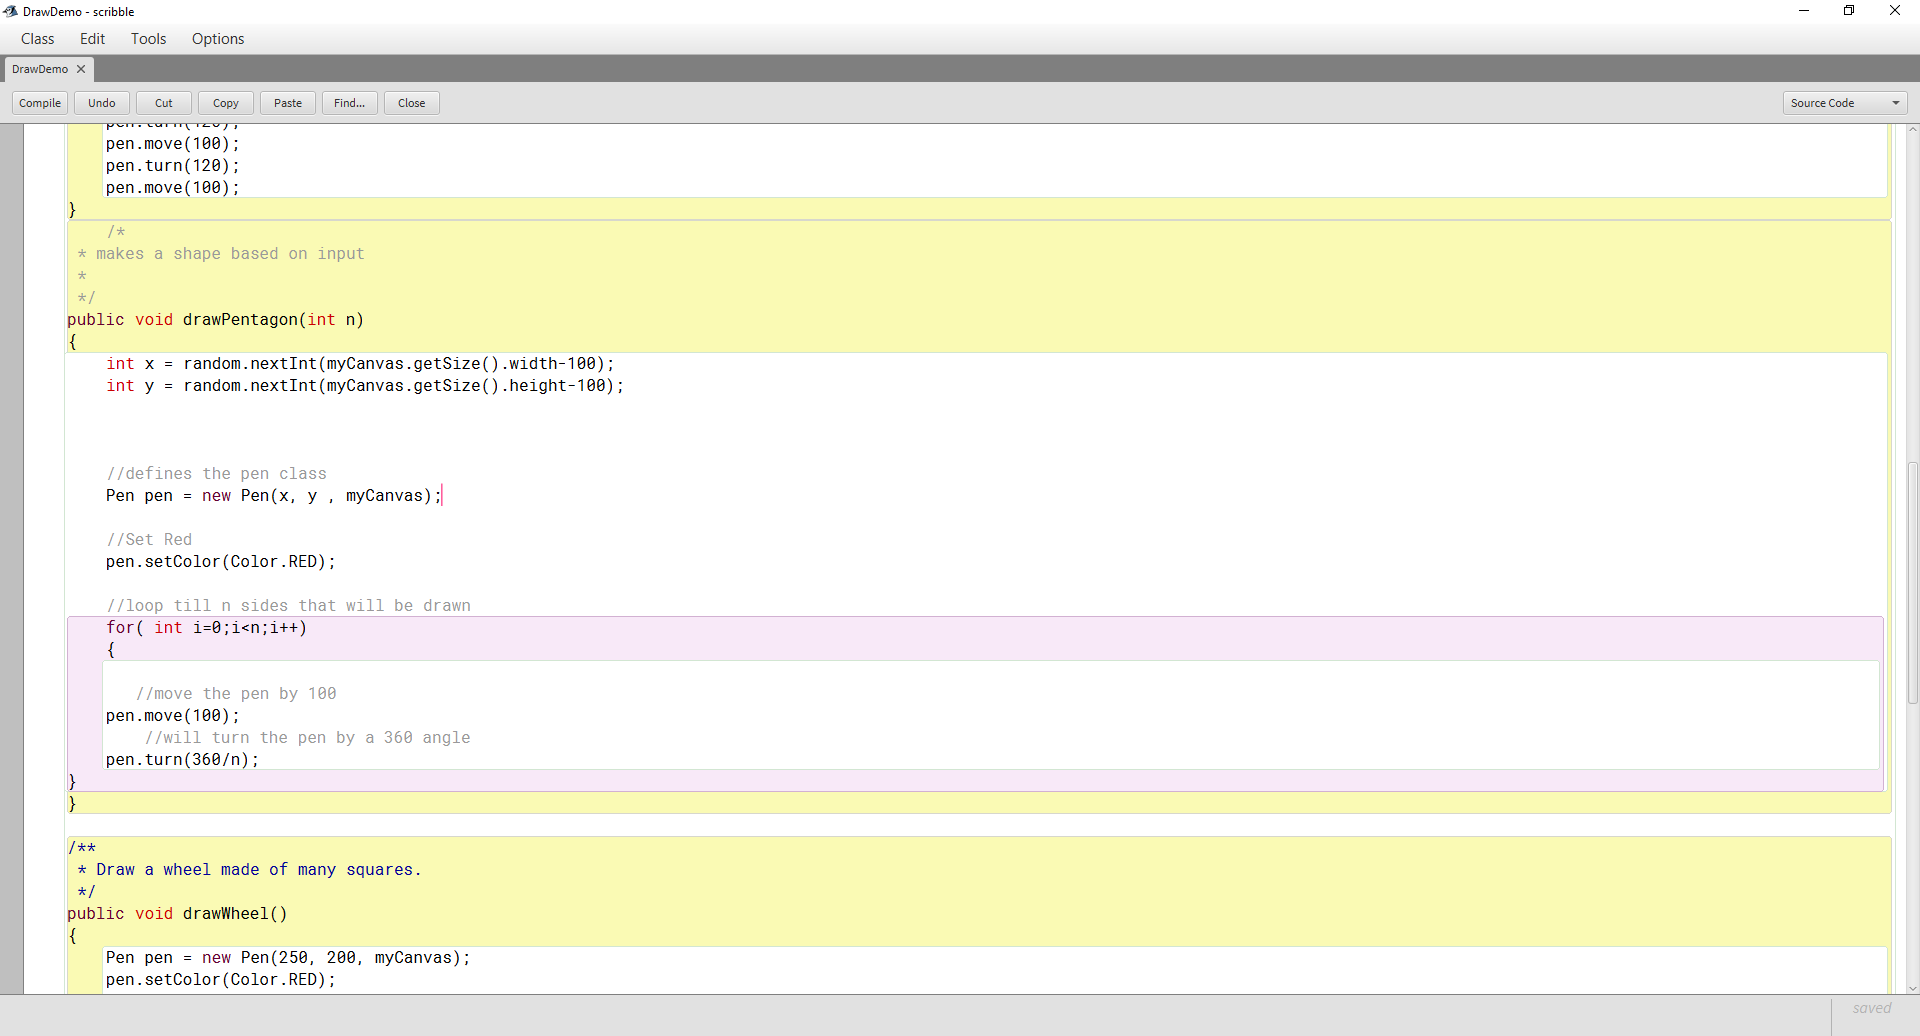 DrawDemo - scribble
Class Edit Tools Options
DrawDemo
Compile Undo Cut Copy Paste Find... Close Source Code
pen.turn(120);
pen.move(100);
pen.turn(120);
pen.move(100);
}
/*
* makes a shape based on input
*
*/
public void drawPentagon(int n)
{
int x = random.nextInt(myCanvas.getSize().width-100);
int y = random.nextInt(myCanvas.getSize().height-100);
//defines the pen class
Pen pen = new Pen(x, y , myCanvas);
//Set Red
pen.setColor(Color.RED);
//loop till n sides that will be drawn
for( int i=0;i<n;i++)
{
//move the pen by 100
pen.move(100);
//will turn the pen by a 360 angle
pen.turn(360/n);
}
}
/**
* Draw a wheel made of many squares.
*/
public void drawWheel()
{
Pen pen = new Pen(250, 200, myCanvas);
pen.setColor(Color.RED);
saved